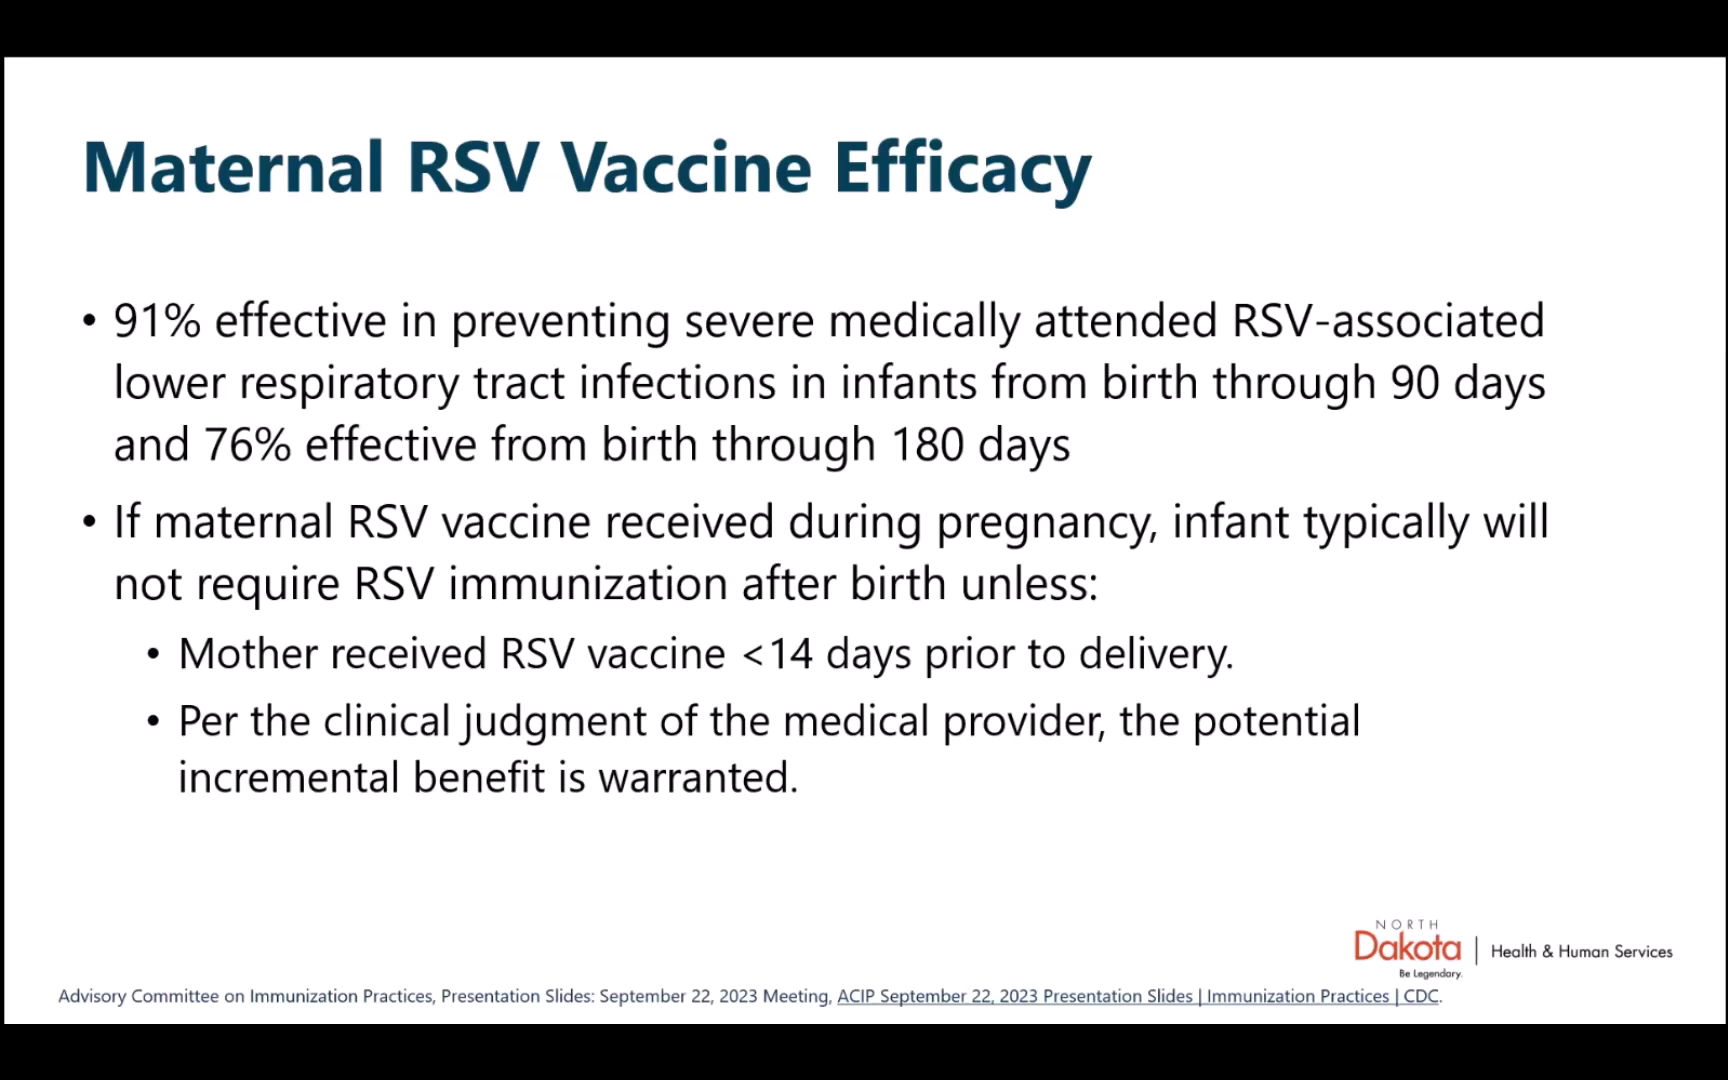 Maternal RSV Vaccine Efficacy
• 91% effective in preventing severe medically attended RSV-associated
lower respiratory tract infections in infants from birth through 90 days
and 76% effective from birth through 180 days
• If maternal RSV vaccine received during pregnancy, infant typically will
not require RSV immunization after birth unless:
• Mother received RSV vaccine <14 days prior to delivery.
• Per the clinical judgment of the medical provider, the potential
incremental benefit is warranted.
NORTH
Dakota | Health & Human Services
Be Legendary.
Advisory Committee on Immunization Practices, Presentation Slides: September 22, 2023 Meeting, ACIP September 22, 2023 Presentation Slides | Immunization Practices | CDC.